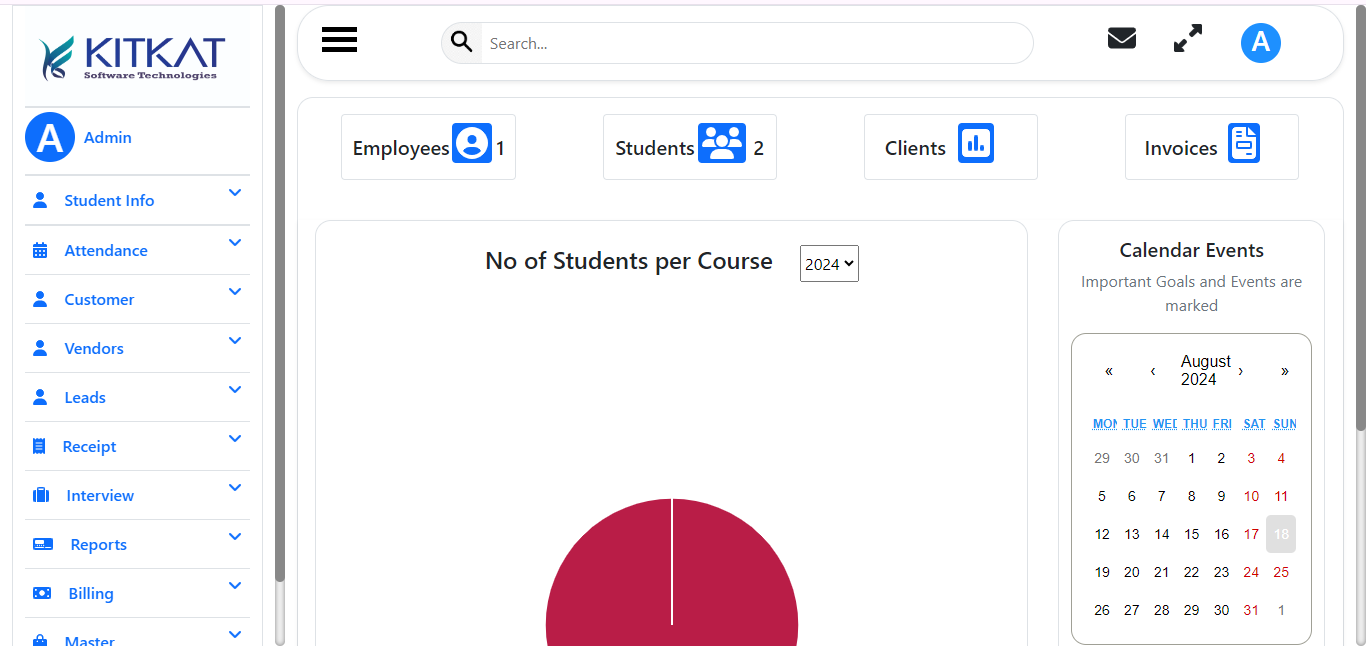 KITKAT
Software Technologies
A Admin
Student Info
Attendance
Customer
Vendors
Leads
Receipt
Interview
Reports
Billing
Master
Search...
A
Employees 1
Students 2
Clients
Invoices
No of Students per Course 2024
Calendar Events
Important Goals and Events are
marked
« ‹ August 2024 › »
MON TUE WED THU FRI SAT SUN
29 30 31 1 2 3 4
5 6 7 8 9 10 11
12 13 14 15 16 17 18
19 20 21 22 23 24 25
26 27 28 29 30 31 1